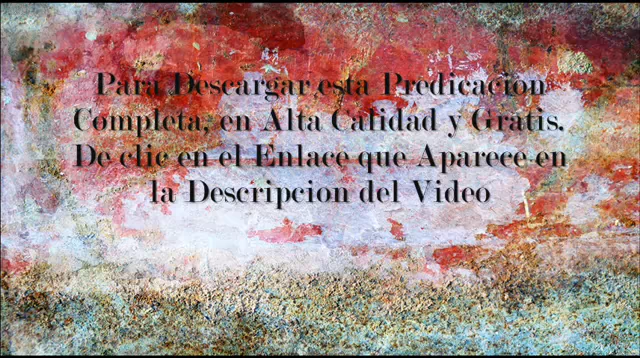 Para Descargar esta Predicacion
Completa, en Alta Calidad y Gratis.
De clic en el Enlace que Aparece en
la Descripcion del Video